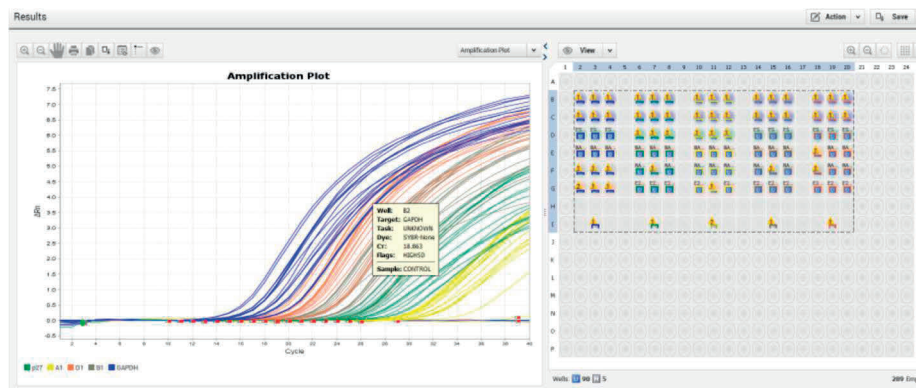 Results
Action
Save
Amplification Plot
View
Amplification Plot
1 2 3 4 5 6 7 8 9 10 11 12 13 14 15 16 17 18 19 20 21 22 23 24
A
B
C
D
E
F
G
H
I
K
L
M
N
O
P
7.5
7.0
6.5
6.0
5.5
5.0
4.5
4.0
3.5
3.0
2.5
2.0
1.5
1.0
0.5
0.0
-0.5
ΔRn
Well: B2
Target: GAPDH
Task: UNKNOWN
Dye: SYBR-None
Cт: 18.863
Flags: HIGHSD
Sample: CONTROL
2 4 6 8 10 12 14 16 18 20 22 24 26 28 30 32 34 36 38 40
Cycle
p27 A1 D1 B1 GAPDH
Wells: U 90 N 5
289 Emp